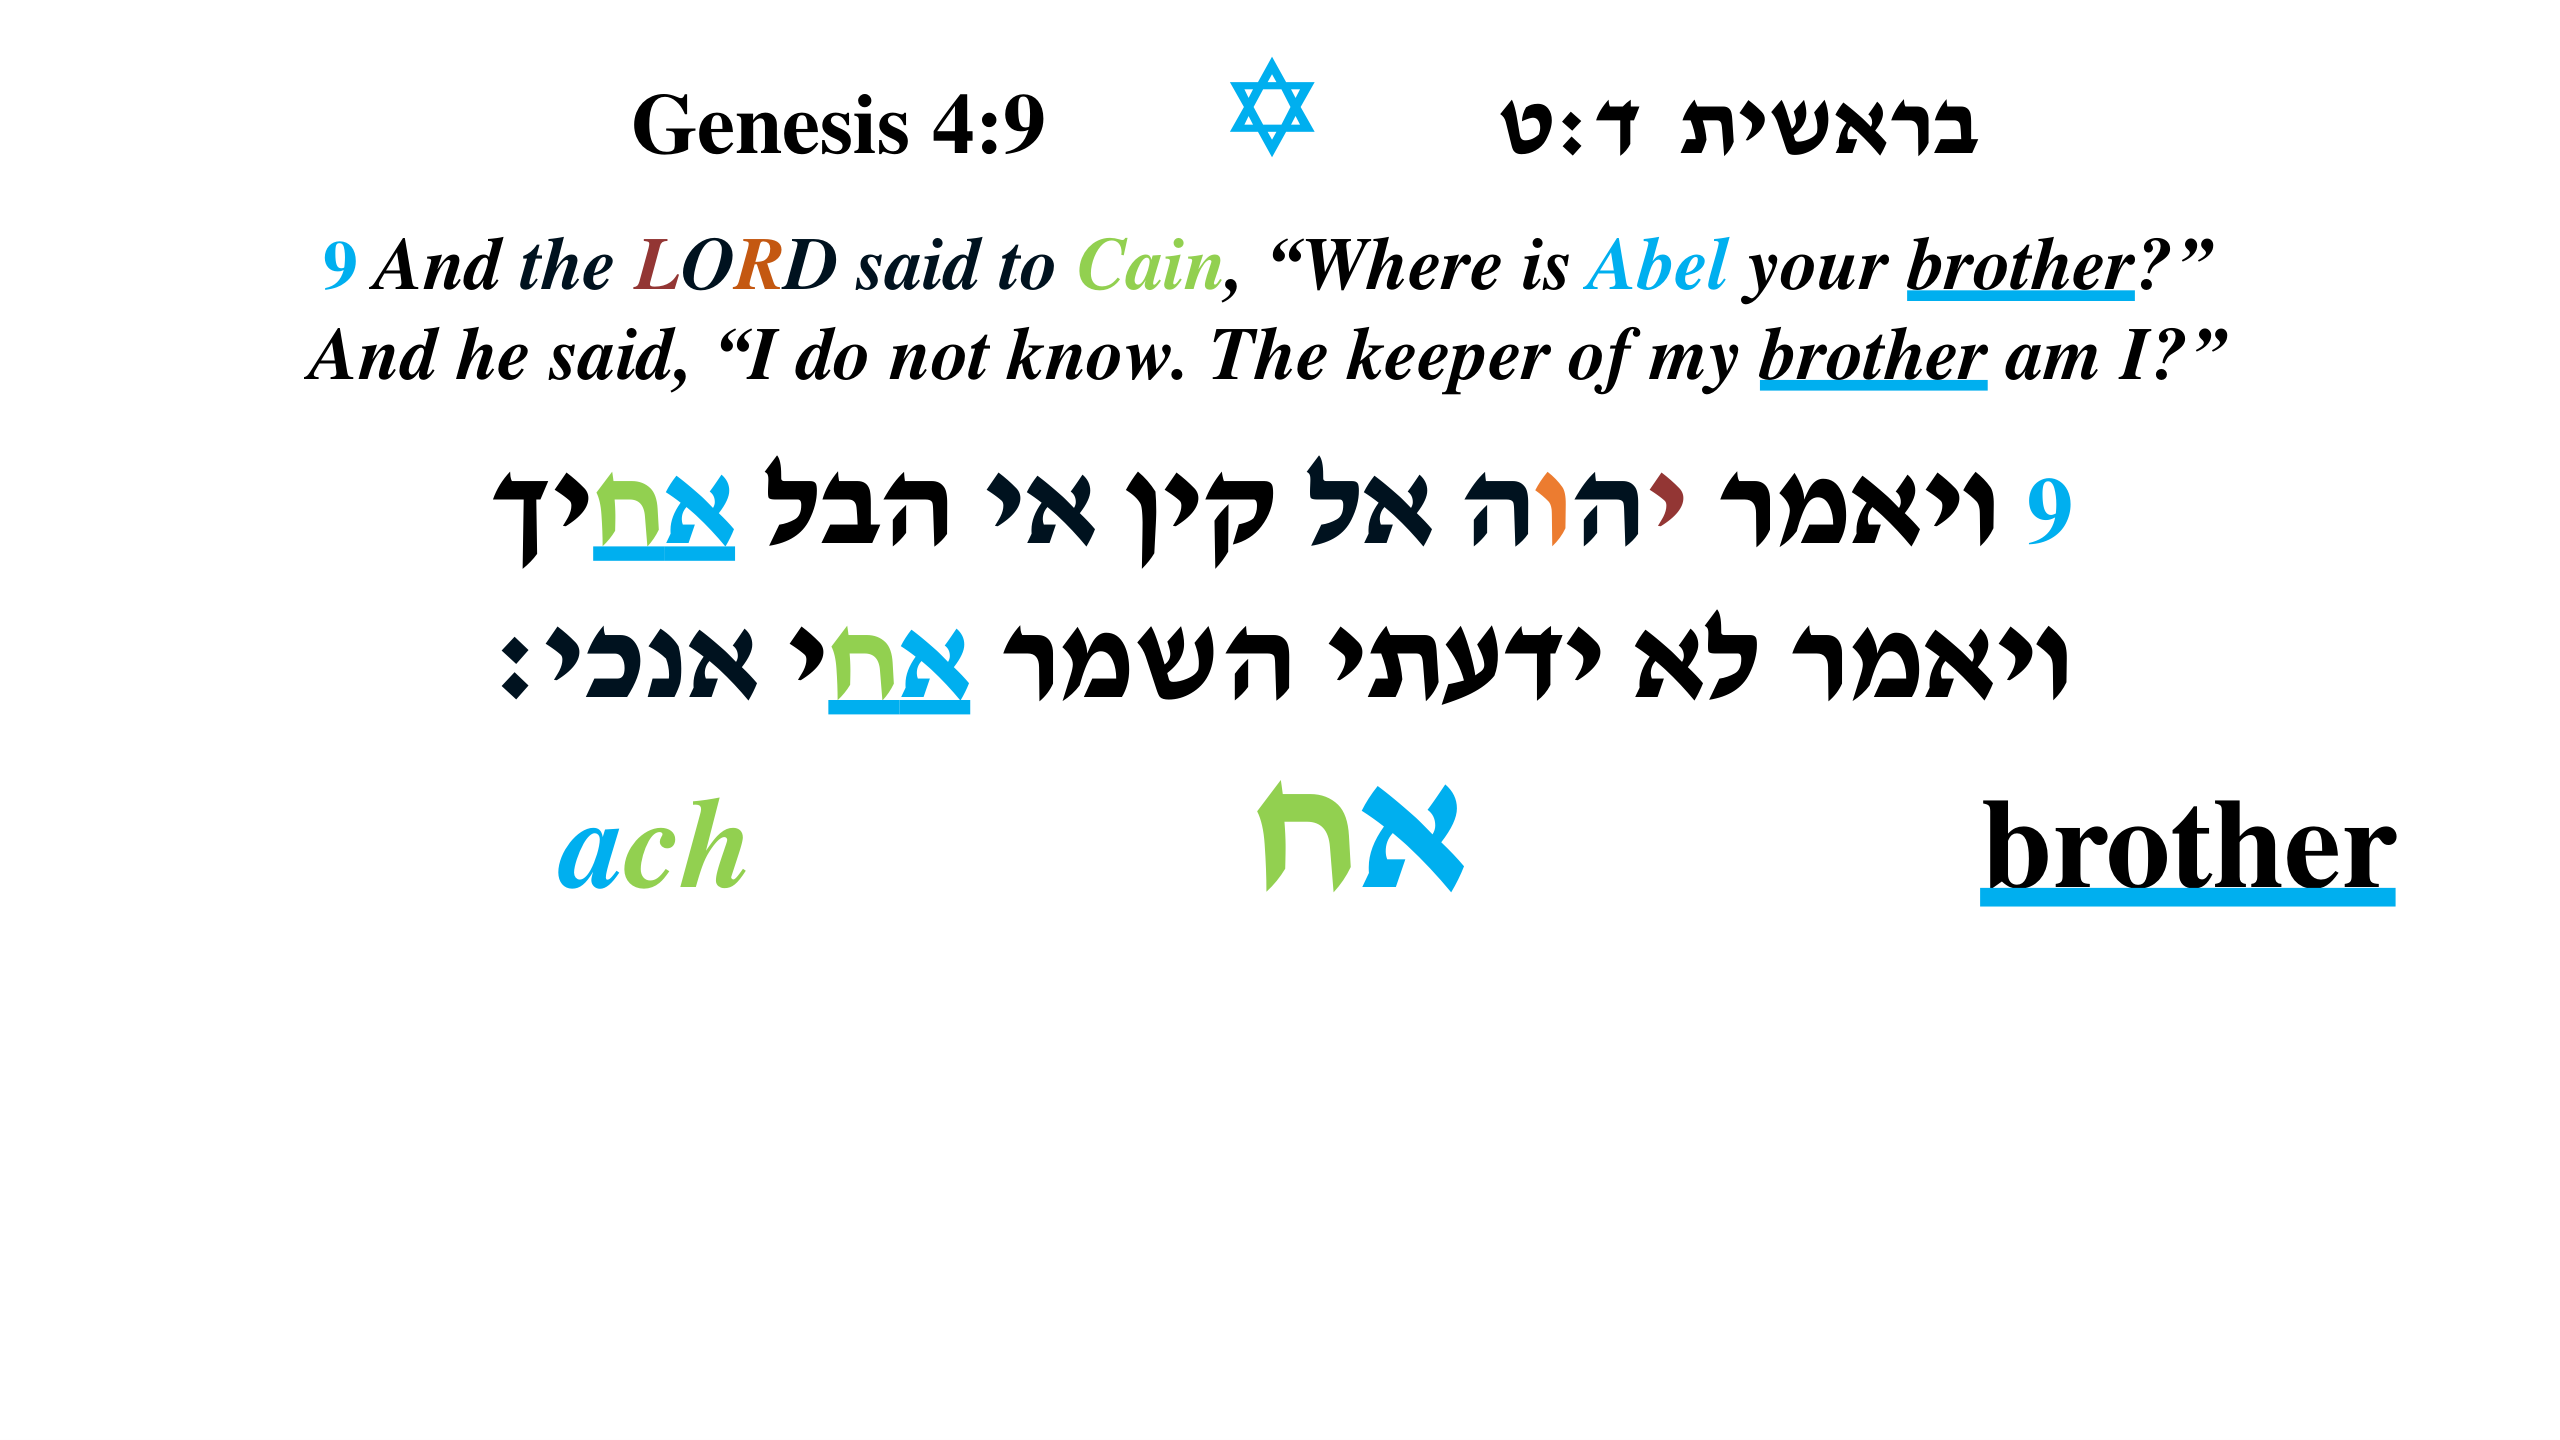 Genesis 4:9 ✡ בראשית ד:ט
9 And the LORD said to Cain, “Where is Abel your brother?”
And he said, “I do not know. The keeper of my brother am I?”
9 ויאמר יהוה אל קין אי הבל אחיך
ויאמר לא ידעתי השמר אחי אנכי:
ach אח brother